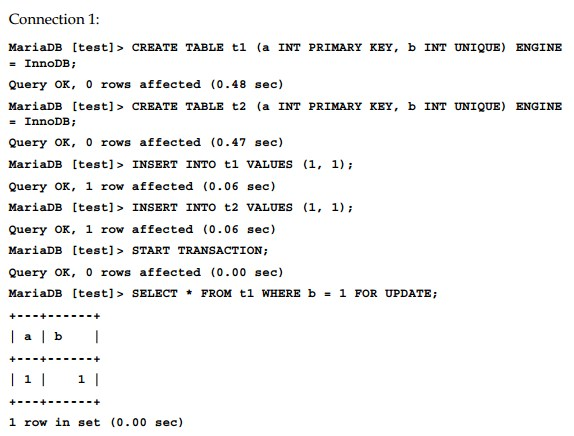 Connection 1:
MariaDB [test]> CREATE TABLE t1 (a INT PRIMARY KEY, b INT UNIQUE) ENGINE
= InnoDB;
Query OK, 0 rows affected (0.48 sec)
MariaDB [test]> CREATE TABLE t2 (a INT PRIMARY KEY, b INT UNIQUE) ENGINE
= InnoDB;
Query OK, 0 rows affected (0.47 sec)
MariaDB [test]> INSERT INTO t1 VALUES (1, 1);
Query OK, 1 row affected (0.06 sec)
MariaDB [test]> INSERT INTO t2 VALUES (1, 1);
Query OK, 1 row affected (0.06 sec)
MariaDB [test]> START TRANSACTION;
Query OK, 0 rows affected (0.00 sec)
MariaDB [test]> SELECT * FROM t1 WHERE b = 1 FOR UPDATE;
+---+------+
| a | b    |
+---+------+
| 1 |    1 |
+---+------+
1 row in set (0.00 sec)